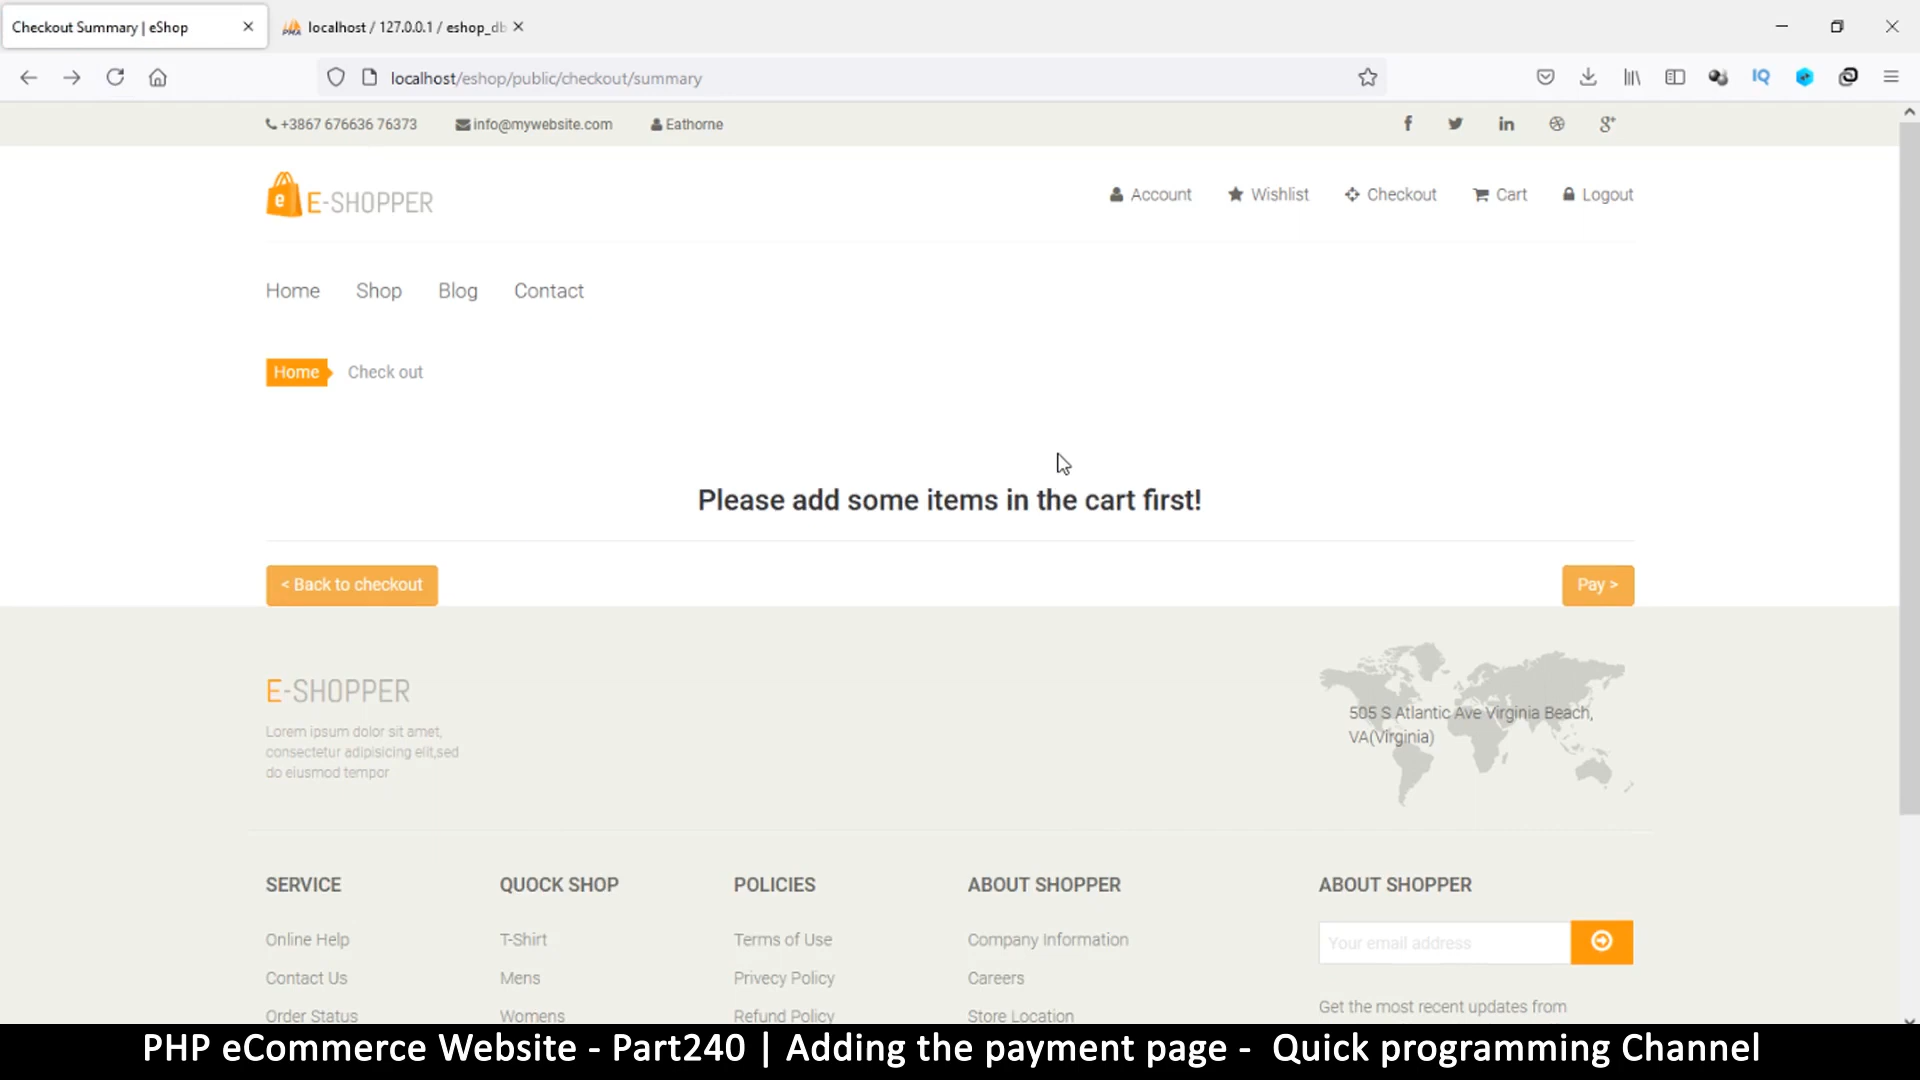 Checkout Summary | eShop
localhost / 127.0.0.1 / eshop_db
localhost/eshop/public/checkout/summary
IQ
+3867 676636 76373
info@mywebsite.com
Eathorne
E-SHOPPER
Account
Wishlist
Checkout
Cart
Logout
Home
Shop
Blog
Contact
Home
Check out
Please add some items in the cart first!
< Back to checkout
Pay >
E-SHOPPER
Lorem ipsum dolor sit amet,
consectetur adipisicing elit,sed
do eiusmod tempor
505 S Atlantic Ave Virginia Beach,
VA(Virginia)
SERVICE
Online Help
Contact Us
Order Status
QUOCK SHOP
T-Shirt
Mens
Womens
POLICIES
Terms of Use
Privecy Policy
Refund Policy
ABOUT SHOPPER
Company Information
Careers
Store Location
ABOUT SHOPPER
Your email address
Get the most recent updates from
PHP eCommerce Website - Part240 | Adding the payment page - Quick programming Channel